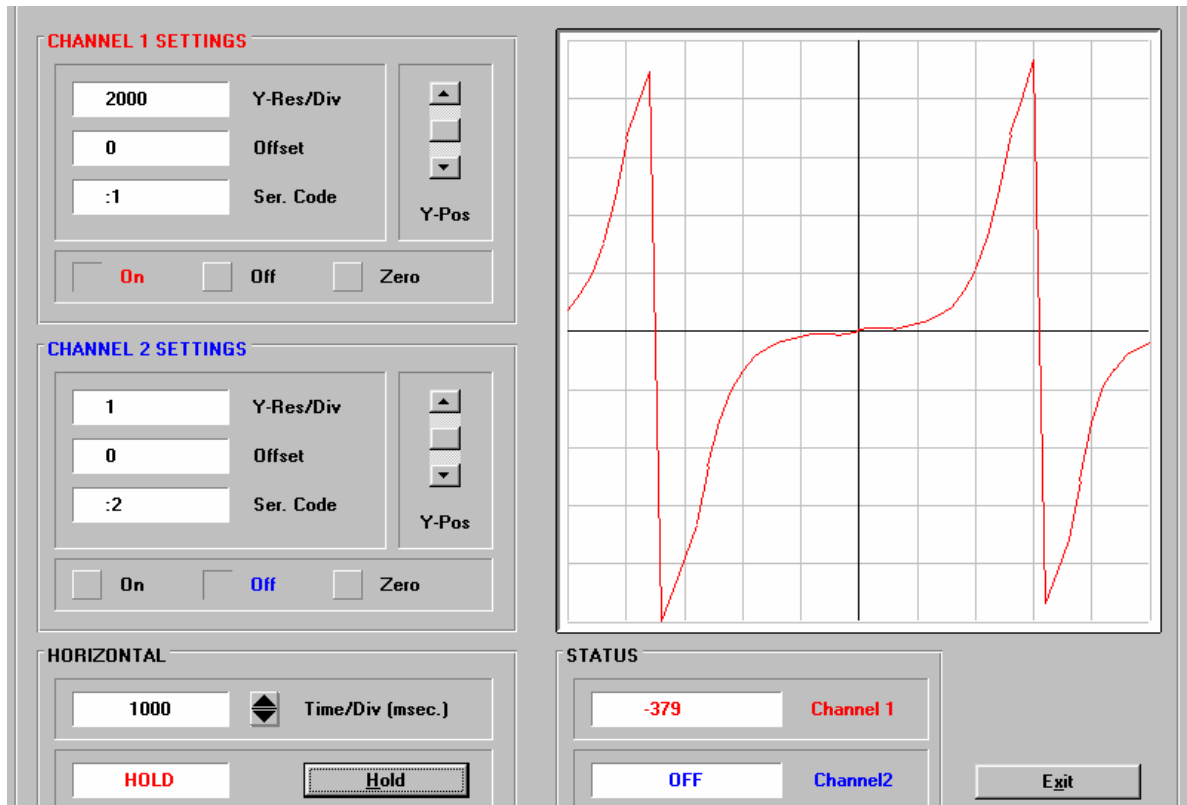 CHANNEL 1 SETTINGS
2000 Y-Res/Div
0 Offset
:1 Ser. Code
Y-Pos
On Off Zero
CHANNEL 2 SETTINGS
1 Y-Res/Div
0 Offset
:2 Ser. Code
Y-Pos
On Off Zero
HORIZONTAL
1000 Time/Div (msec.)
HOLD Hold
STATUS
-379 Channel 1
OFF Channel2
Exit